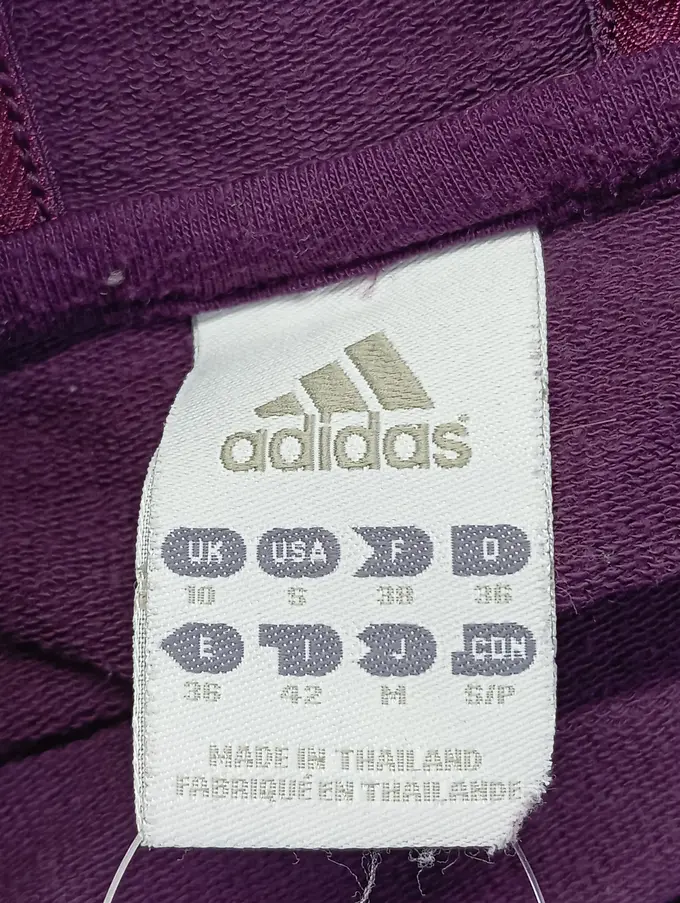 adidas®
UK USA F D
10 S 38 36
E I J CDN
36 42 M S/P
MADE IN THAILAND
FABRIQUÉ EN THAILANDE